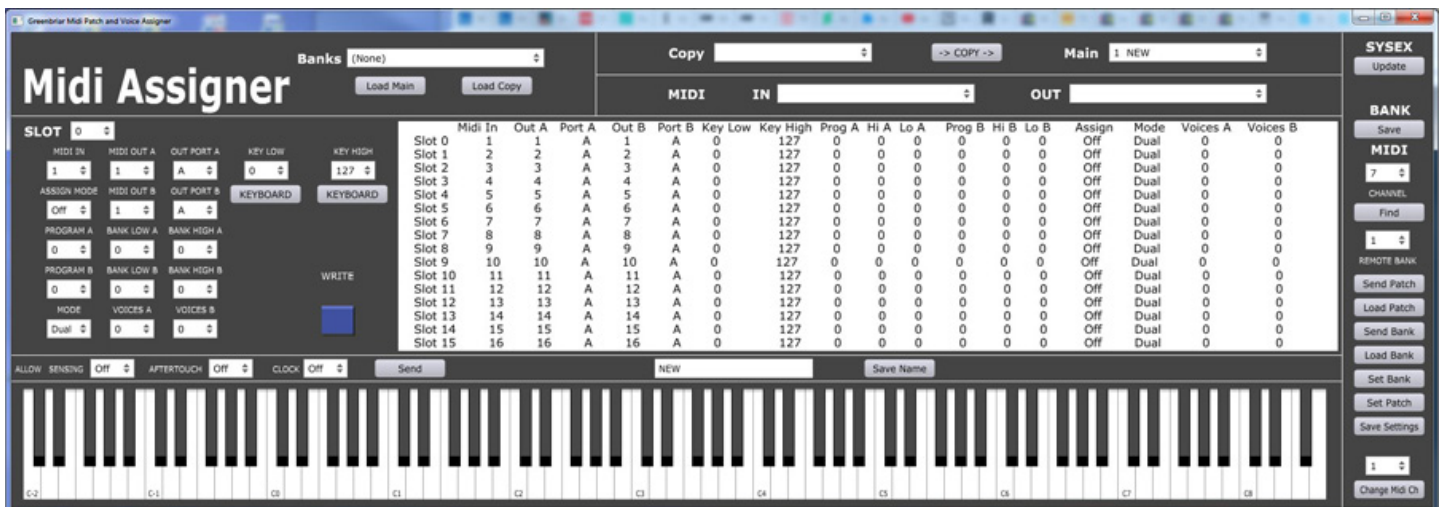 Greenbriar Midi Patch and Voice Assigner
Midi Assigner
Banks (None)
Load Main Load Copy
Copy -> COPY -> Main 1 NEW
MIDI IN OUT
SLOT 0
MIDI IN MIDI OUT A OUT PORT A KEY LOW KEY HIGH
1 1 A 0 127
ASSIGN MODE MIDI OUT B OUT PORT B KEYBOARD KEYBOARD
Off 1 A
PROGRAM A BANK LOW A BANK HIGH A
0 0 0
PROGRAM B BANK LOW B BANK HIGH B
0 0 0
WRITE
MODE VOICES A VOICES B
Dual 0 0
Midi In Out A Port A Out B Port B Key Low Key High Prog A Hi A Lo A Prog B Hi B Lo B Assign Mode Voices A Voices B
Slot 0 1 1 A 1 A 0 127 0 0 0 0 0 0 Off Dual 0 0
Slot 1 2 2 A 2 A 0 127 0 0 0 0 0 0 Off Dual 0 0
Slot 2 3 3 A 3 A 0 127 0 0 0 0 0 0 Off Dual 0 0
Slot 3 4 4 A 4 A 0 127 0 0 0 0 0 0 Off Dual 0 0
Slot 4 5 5 A 5 A 0 127 0 0 0 0 0 0 Off Dual 0 0
Slot 5 6 6 A 6 A 0 127 0 0 0 0 0 0 Off Dual 0 0
Slot 6 7 7 A 7 A 0 127 0 0 0 0 0 0 Off Dual 0 0
Slot 7 8 8 A 8 A 0 127 0 0 0 0 0 0 Off Dual 0 0
Slot 8 9 9 A 9 A 0 127 0 0 0 0 0 0 Off Dual 0 0
Slot 9 10 10 A 10 A 0 127 0 0 0 0 0 0 Off Dual 0 0
Slot 10 11 11 A 11 A 0 127 0 0 0 0 0 0 Off Dual 0 0
Slot 11 12 12 A 12 A 0 127 0 0 0 0 0 0 Off Dual 0 0
Slot 12 13 13 A 13 A 0 127 0 0 0 0 0 0 Off Dual 0 0
Slot 13 14 14 A 14 A 0 127 0 0 0 0 0 0 Off Dual 0 0
Slot 14 15 15 A 15 A 0 127 0 0 0 0 0 0 Off Dual 0 0
Slot 15 16 16 A 16 A 0 127 0 0 0 0 0 0 Off Dual 0 0
ALLOW SENSING Off AFTERTOUCH Off CLOCK Off Send NEW Save Name
C-2 C-1 C0 C1 C2 C3 C4 C5 C6 C7 C8
SYSEX
Update
BANK
Save
MIDI
7
CHANNEL
Find
1
REMOTE BANK
Send Patch
Load Patch
Send Bank
Load Bank
Set Bank
Set Patch
Save Settings
1
Change Midi Ch